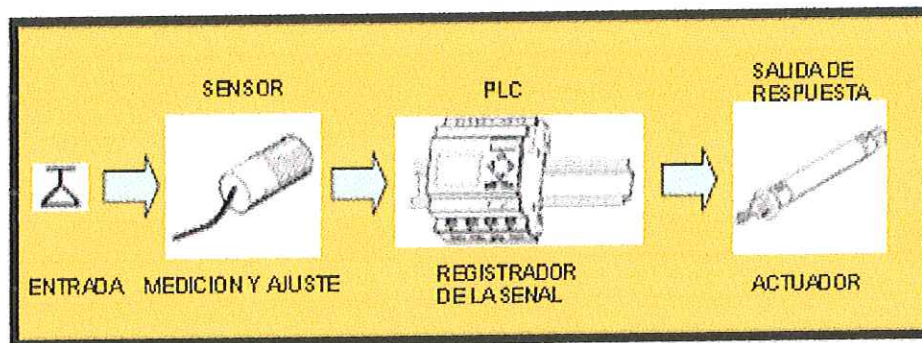 SENSOR
PLC
SALIDA DE
RESPUESTA
ENTRADA
MEDICION Y AJUSTE
REGISTRADOR
DE LA SENAL
ACTUADOR